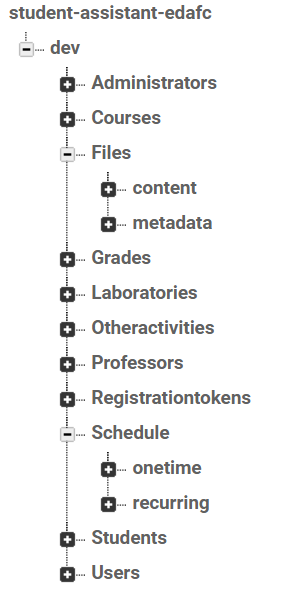 student-assistant-edafc
dev
Administrators
Courses
Files
content
metadata
Grades
Laboratories
Otheractivities
Professors
Registrationtokens
Schedule
onetime
recurring
Students
Users